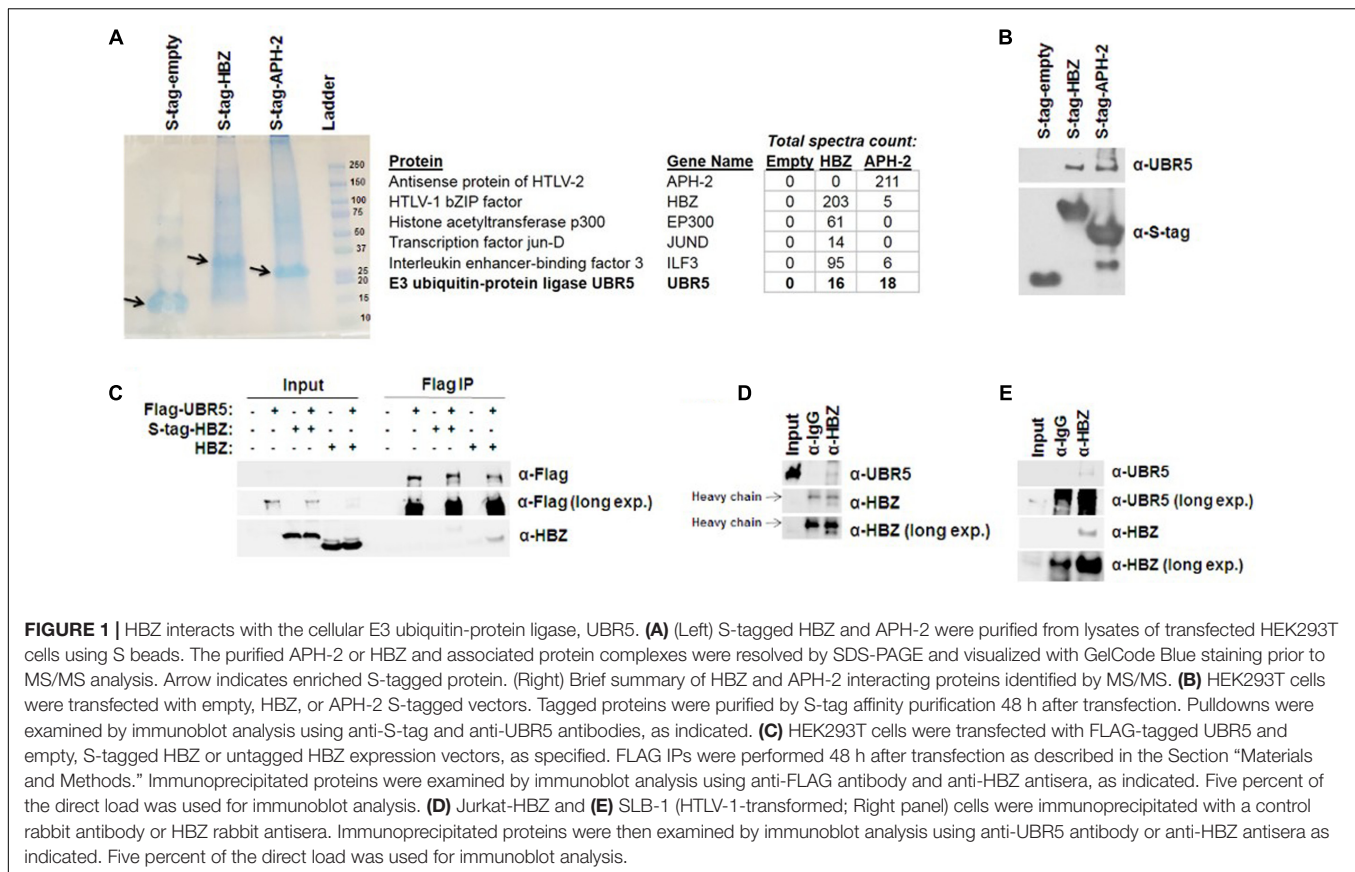 A
S-tag-empty
S-tag-HBZ
S-tag-APH-2
Ladder
250
150
100
75
50
37
25
20
15
10
Total spectra count:
Protein Gene Name Empty HBZ APH-2
Antisense protein of HTLV-2 APH-2 0 0 211
HTLV-1 bZIP factor HBZ 0 203 5
Histone acetyltransferase p300 EP300 0 61 0
Transcription factor jun-D JUND 0 14 0
Interleukin enhancer-binding factor 3 ILF3 0 95 6
E3 ubiquitin-protein ligase UBR5 UBR5 0 16 18
B
S-tag-empty
S-tag-HBZ
S-tag-APH-2
α-UBR5
α-S-tag
C
Input Flag IP
Flag-UBR5: - + - + - + - + - + - +
S-tag-HBZ: - - + + - - - - + + - -
HBZ: - - - - + + - - - - + +
α-Flag
α-Flag (long exp.)
α-HBZ
D
Input
α-IgG
α-HBZ
α-UBR5
Heavy chain → α-HBZ
Heavy chain → α-HBZ (long exp.)
E
Input
α-IgG
α-HBZ
α-UBR5
α-UBR5 (long exp.)
α-HBZ
α-HBZ (long exp.)
FIGURE 1 | HBZ interacts with the cellular E3 ubiquitin-protein ligase, UBR5. (A) (Left) S-tagged HBZ and APH-2 were purified from lysates of transfected HEK293T
cells using S beads. The purified APH-2 or HBZ and associated protein complexes were resolved by SDS-PAGE and visualized with GelCode Blue staining prior to
MS/MS analysis. Arrow indicates enriched S-tagged protein. (Right) Brief summary of HBZ and APH-2 interacting proteins identified by MS/MS. (B) HEK293T cells
were transfected with empty, HBZ, or APH-2 S-tagged vectors. Tagged proteins were purified by S-tag affinity purification 48 h after transfection. Pulldowns were
examined by immunoblot analysis using anti-S-tag and anti-UBR5 antibodies, as indicated. (C) HEK293T cells were transfected with FLAG-tagged UBR5 and
empty, S-tagged HBZ or untagged HBZ expression vectors, as specified. FLAG IPs were performed 48 h after transfection as described in the Section “Materials
and Methods.” Immunoprecipitated proteins were examined by immunoblot analysis using anti-FLAG antibody and anti-HBZ antisera, as indicated. Five percent of
the direct load was used for immunoblot analysis. (D) Jurkat-HBZ and (E) SLB-1 (HTLV-1-transformed; Right panel) cells were immunoprecipitated with a control
rabbit antibody or HBZ rabbit antisera. Immunoprecipitated proteins were then examined by immunoblot analysis using anti-UBR5 antibody or anti-HBZ antisera as
indicated. Five percent of the direct load was used for immunoblot analysis.